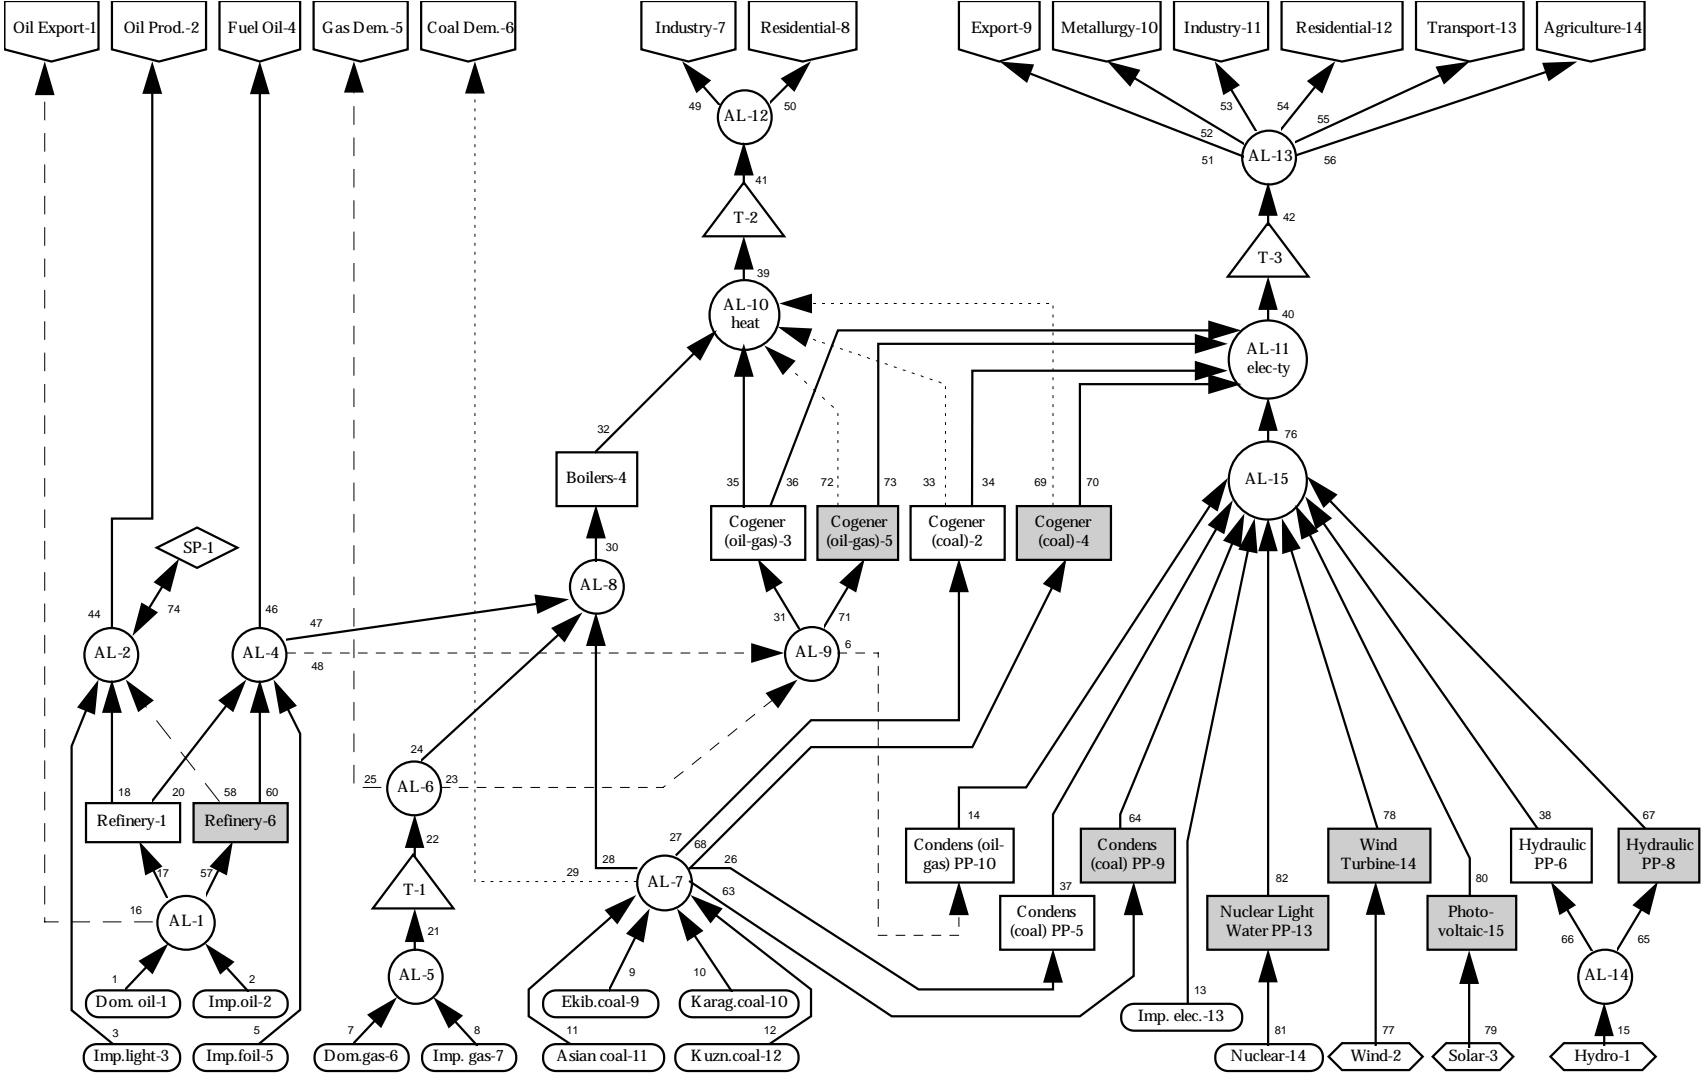 Oil Export-1
Oil Prod.-2
Fuel Oil-4
Gas Dem.-5
Coal Dem.-6
Industry-7
Residential-8
Export-9
Metallurgy-10
Industry-11
Residential-12
Transport-13
Agriculture-14
49
50
AL-12
53
54
55
52
51
56
AL-13
41
T-2
42
T-3
39
AL-10
heat
40
AL-11
elec-ty
32
76
Boilers-4
AL-15
35
36
72
73
33
34
69
70
Cogener
(oil-gas)-3
Cogener
(oil-gas)-5
Cogener
(coal)-2
Cogener
(coal)-4
SP-1
30
AL-8
74
44
46
47
31
71
6
AL-2
AL-4
48
AL-9
24
25
AL-6
23
18
20
58
60
Refinery-1
Refinery-6
22
14
64
78
38
67
27
68
Condens (oil-
gas) PP-10
Condens
(coal) PP-9
Wind
Turbine-14
Hydraulic
PP-6
Hydraulic
PP-8
28
26
29
17
57
T-1
AL-7
63
37
82
80
16
AL-1
Condens
(coal) PP-5
Nuclear Light
Water PP-13
Photo-
voltaic-15
21
66
65
1
2
AL-5
9
10
AL-14
Dom. oil-1
Imp.oil-2
Ekib.coal-9
Karag.coal-10
13
Imp. elec.-13
3
5
7
8
11
12
81
77
79
15
Imp.light-3
Imp.foil-5
Dom.gas-6
Imp. gas-7
Asian coal-11
Kuzn.coal-12
Nuclear-14
Wind-2
Solar-3
Hydro-1